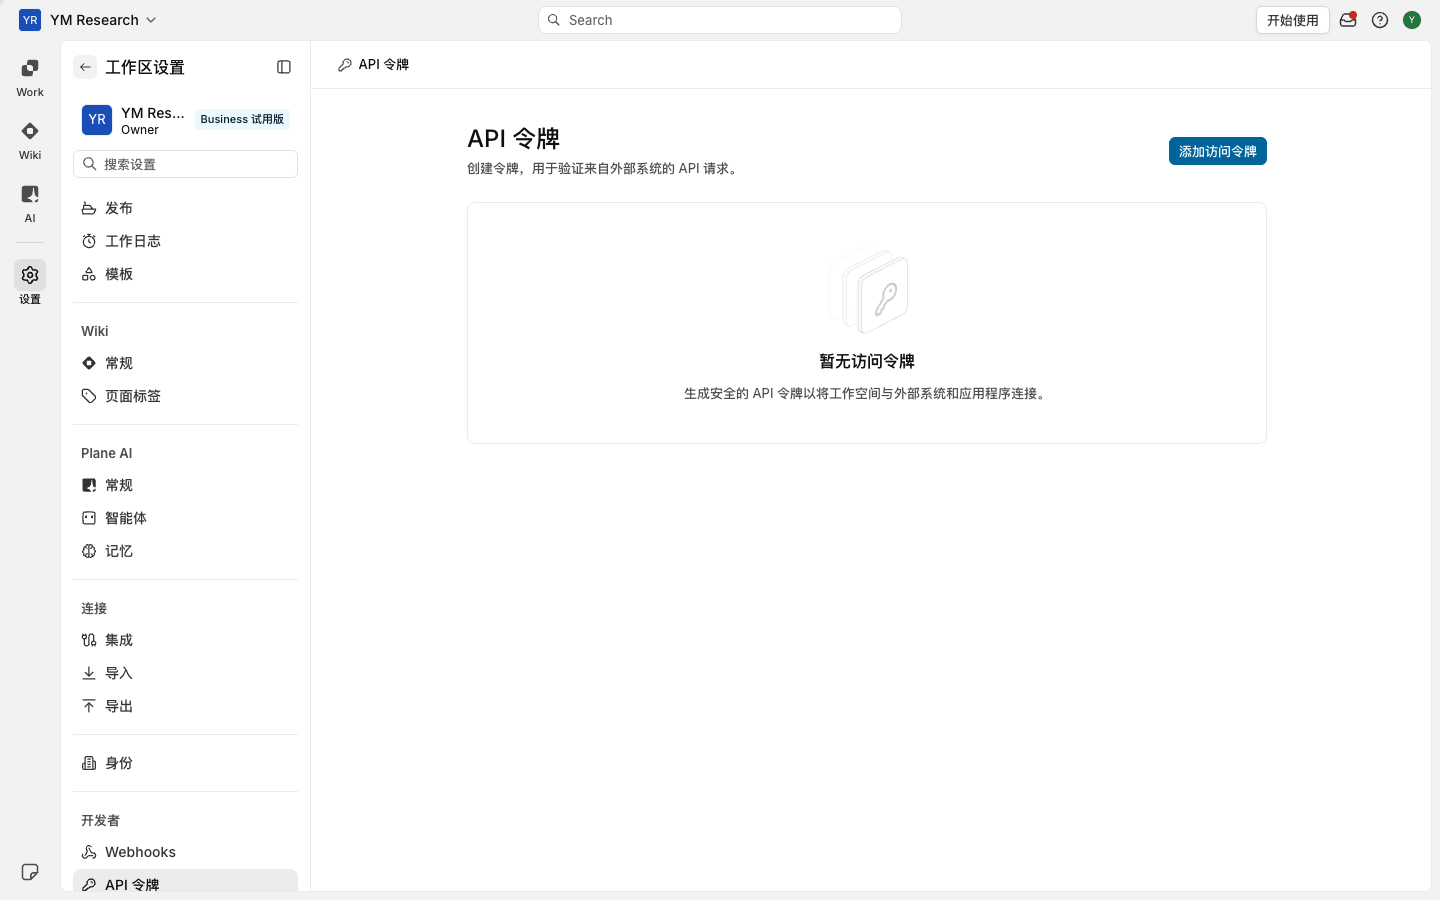 YR YM Research
Search
开始使用
Y
Work
Wiki
AI
设置
工作区设置
YR
YM Res...
Owner
Business 试用版
搜索设置
发布
工作日志
模板
Wiki
常规
页面标签
Plane AI
常规
智能体
记忆
连接
集成
导入
导出
身份
开发者
Webhooks
API 令牌
API 令牌
API 令牌
创建令牌，用于验证来自外部系统的 API 请求。
添加访问令牌
暂无访问令牌
生成安全的 API 令牌以将工作空间与外部系统和应用程序连接。